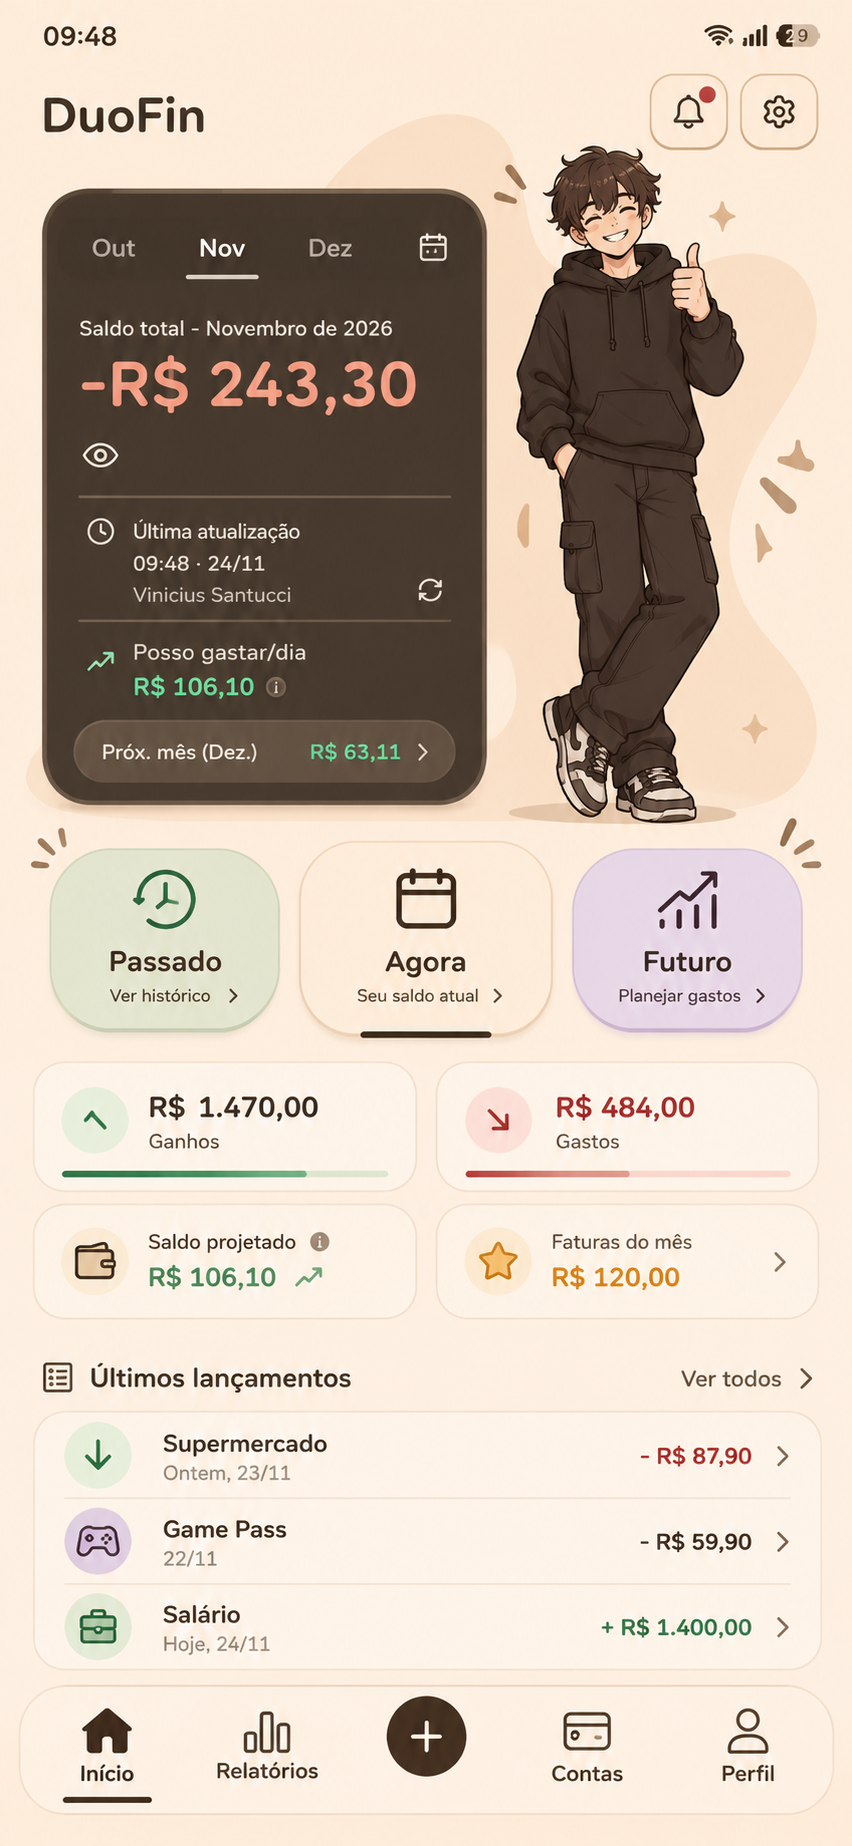 09:48
29
DuoFin
Out Nov Dez
Saldo total - Novembro de 2026
-R$ 243,30
Última atualização
09:48 · 24/11
Vinicius Santucci
Posso gastar/dia
R$ 106,10 i
Próx. mês (Dez.) R$ 63,11
Passado
Ver histórico
Agora
Seu saldo atual
Futuro
Planejar gastos
R$ 1.470,00
Ganhos
R$ 484,00
Gastos
Saldo projetado i
R$ 106,10
Faturas do mês
R$ 120,00
Últimos lançamentos
Ver todos
Supermercado
Ontem, 23/11
- R$ 87,90
Game Pass
22/11
- R$ 59,90
Salário
Hoje, 24/11
+ R$ 1.400,00
Início
Relatórios
Contas
Perfil